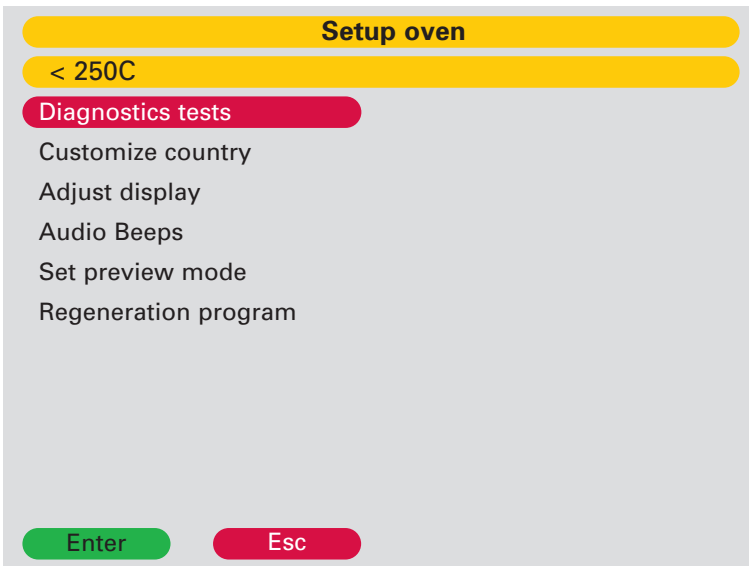 Setup oven
< 250C
Diagnostics tests
Customize country
Adjust display
Audio Beeps
Set preview mode
Regeneration program
Enter Esc